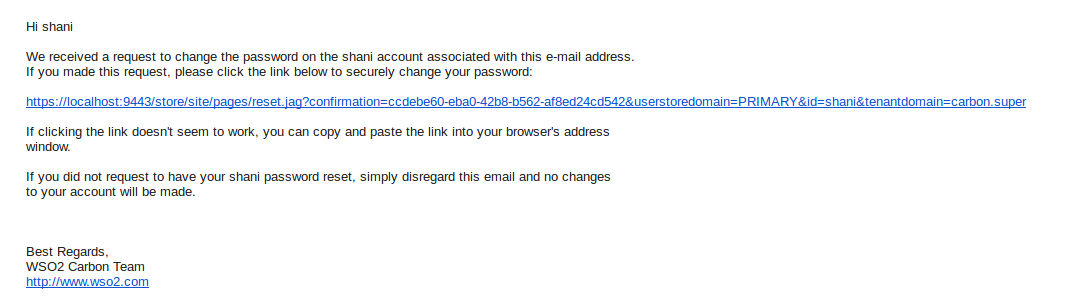 Hi shani
We received a request to change the password on the shani account associated with this e-mail address.
If you made this request, please click the link below to securely change your password:
https://localhost:9443/store/site/pages/reset.jag?confirmation=ccdebe60-eba0-42b8-b562-af8ed24cd542&userstoredomain=PRIMARY&id=shani&tenantdomain=carbon.super
If clicking the link doesn't seem to work, you can copy and paste the link into your browser's address
window.
If you did not request to have your shani password reset, simply disregard this email and no changes
to your account will be made.
Best Regards,
WSO2 Carbon Team
http://www.wso2.com